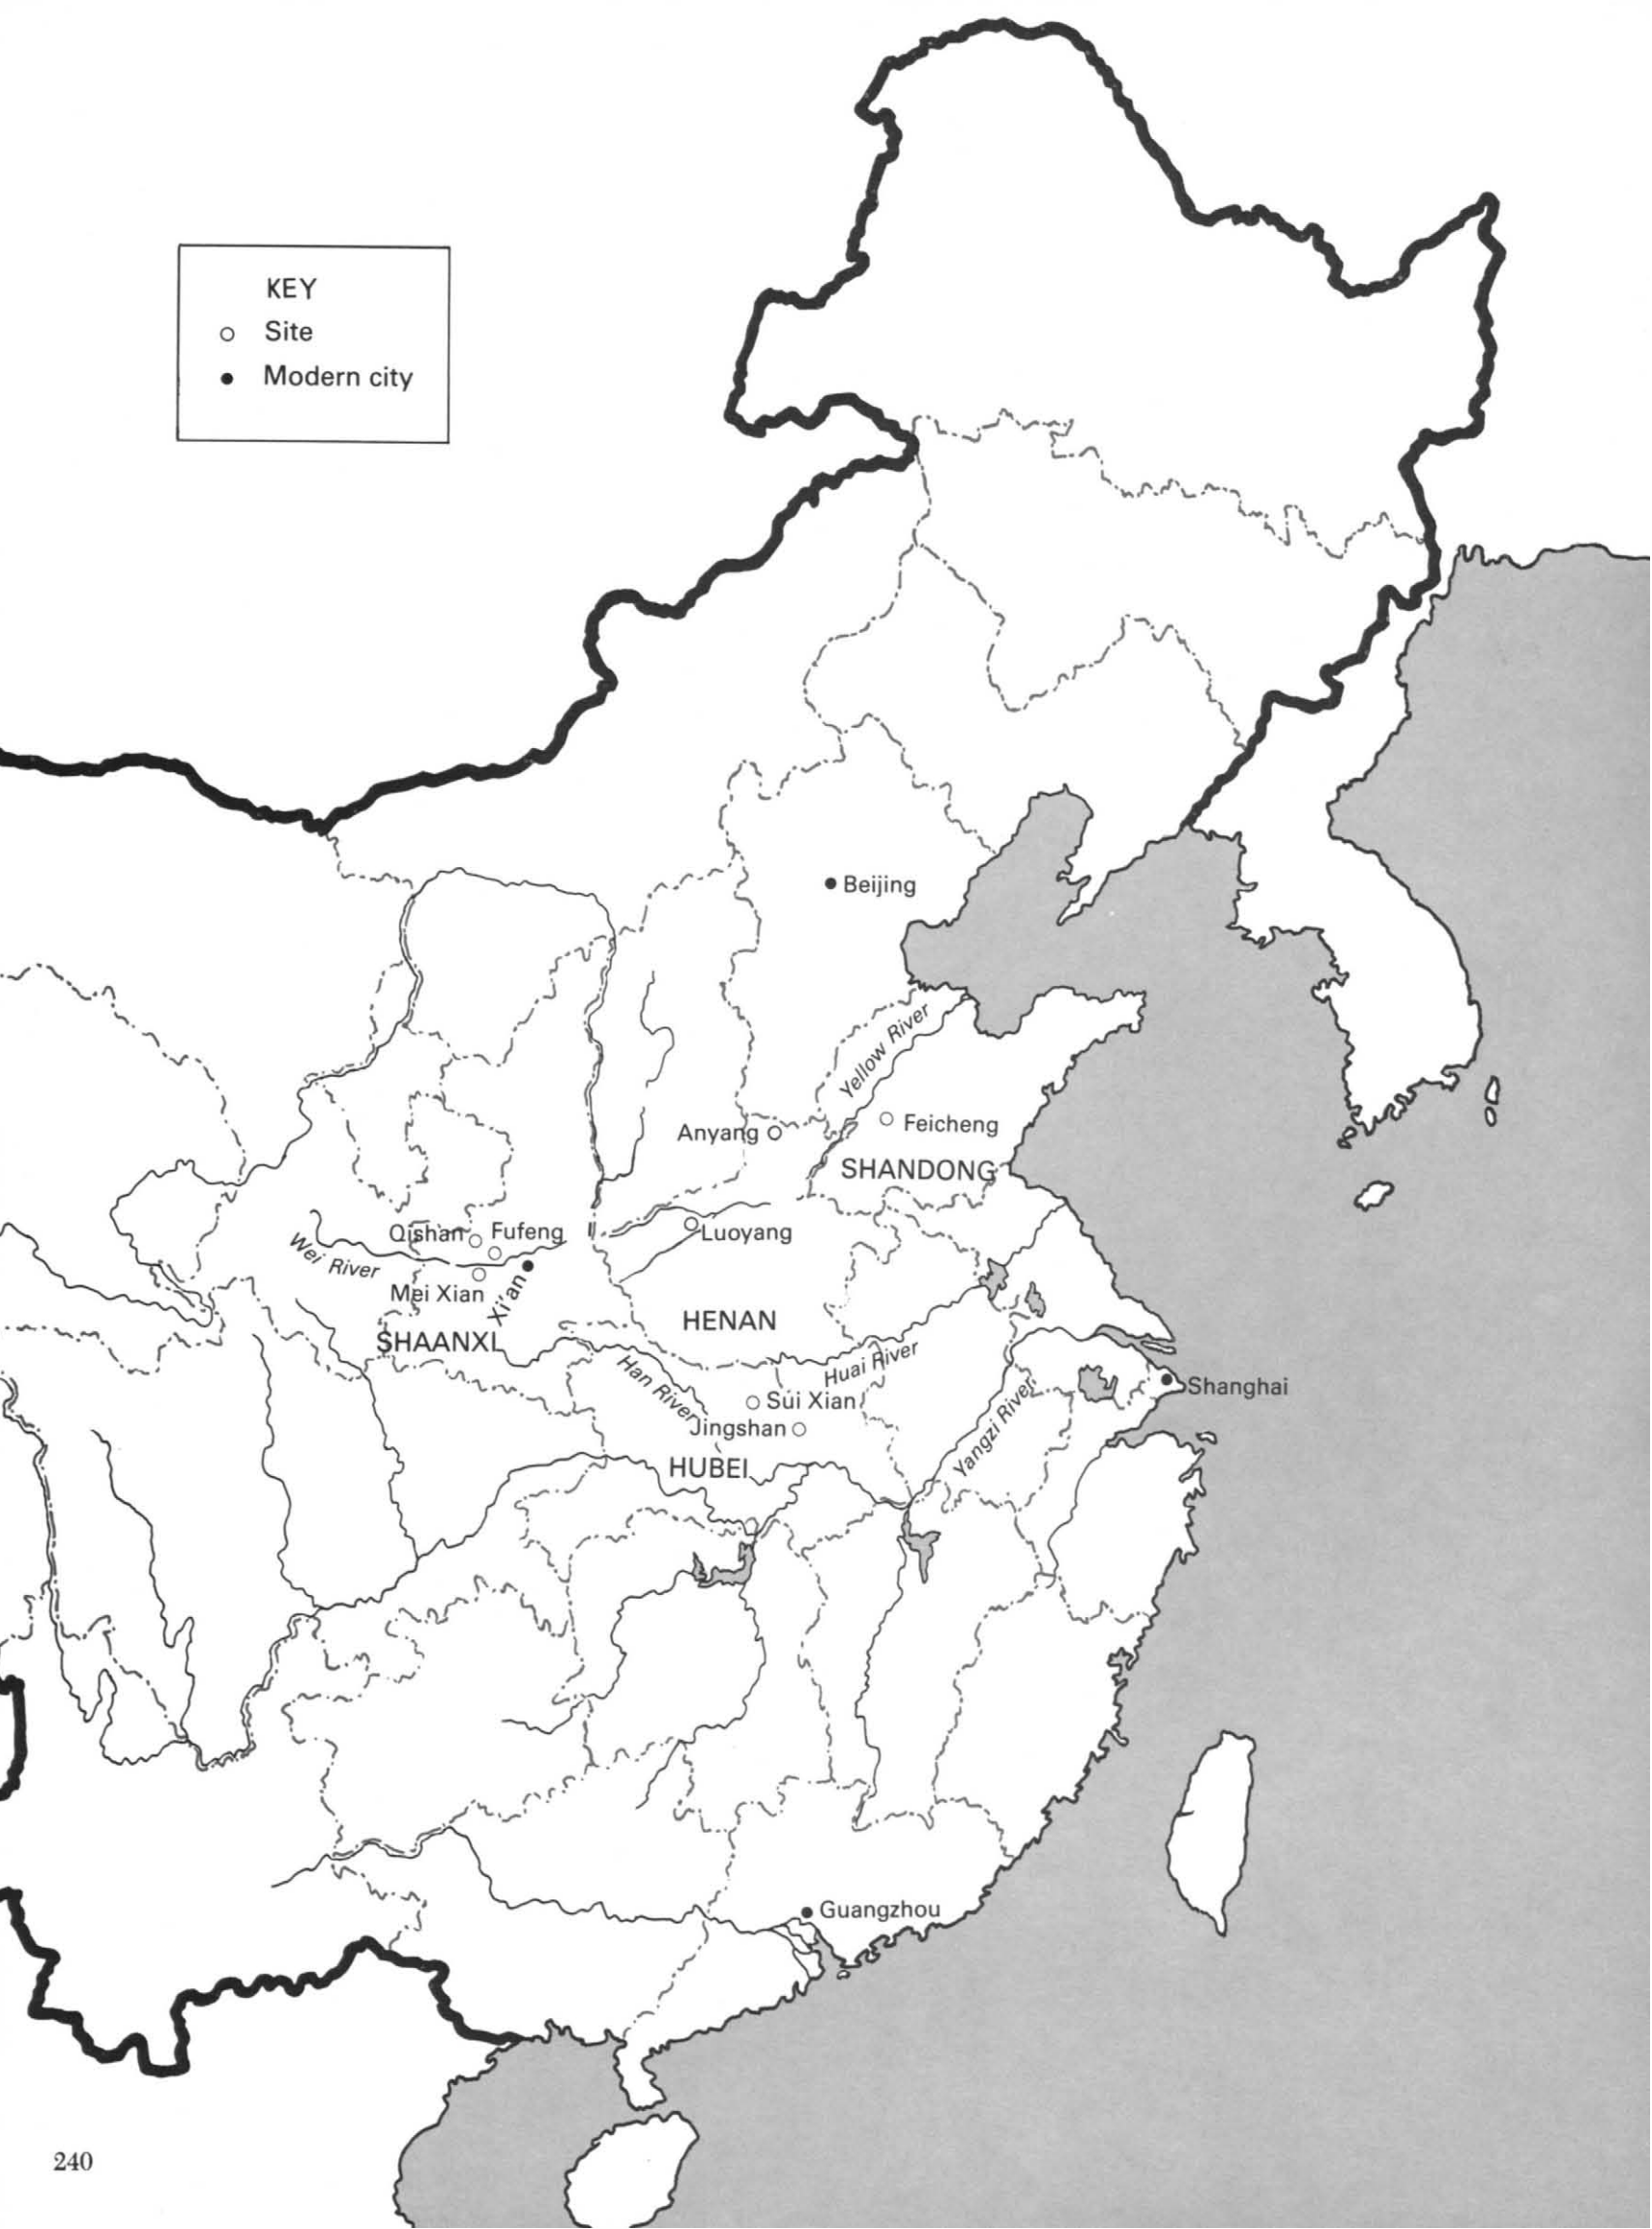 KEY
Site
Modern city
Beijing
Yellow River
Feicheng
Anyang
SHANDONG
Qishan
Fufeng
Luoyang
Wei River
Mei Xian
Xi'an
HENAN
SHAANXI
Huai River
Han River
Sui Xian
Shanghai
Jingshan
Yangzi River
HUBEI
Guangzhou
240